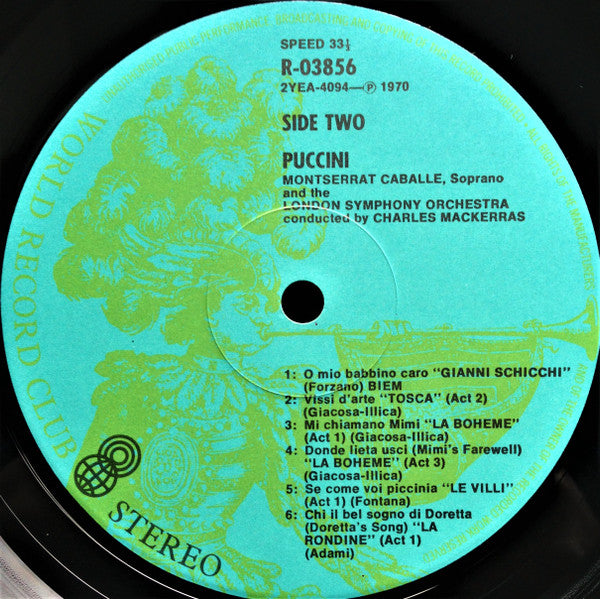 SPEED 33⅓
R-03856
2YEA-4094—Ⓟ 1970
SIDE TWO
PUCCINI
MONTSERRAT CABALLE, Soprano
and the
LONDON SYMPHONY ORCHESTRA
conducted by CHARLES MACKERRAS
1: O mio babbino caro "GIANNI SCHICCHI"
(Forzano) BIEM
2: Vissi d'arte "TOSCA" (Act 2)
(Giacosa-Illica)
3: Mi chiamano Mimi "LA BOHEME"
(Act 1) (Giacosa-Illica)
4: Donde lieta usci (Mimi's Farewell)
"LA BOHEME" (Act 3)
(Giacosa-Illica)
5: Se come voi piccinia "LE VILLI"
(Act 1) (Fontana)
6: Chi il bel sogno di Doretta
(Doretta's Song) "LA
RONDINE" (Act 1)
(Adami)
WORLD RECORD CLUB
STEREO